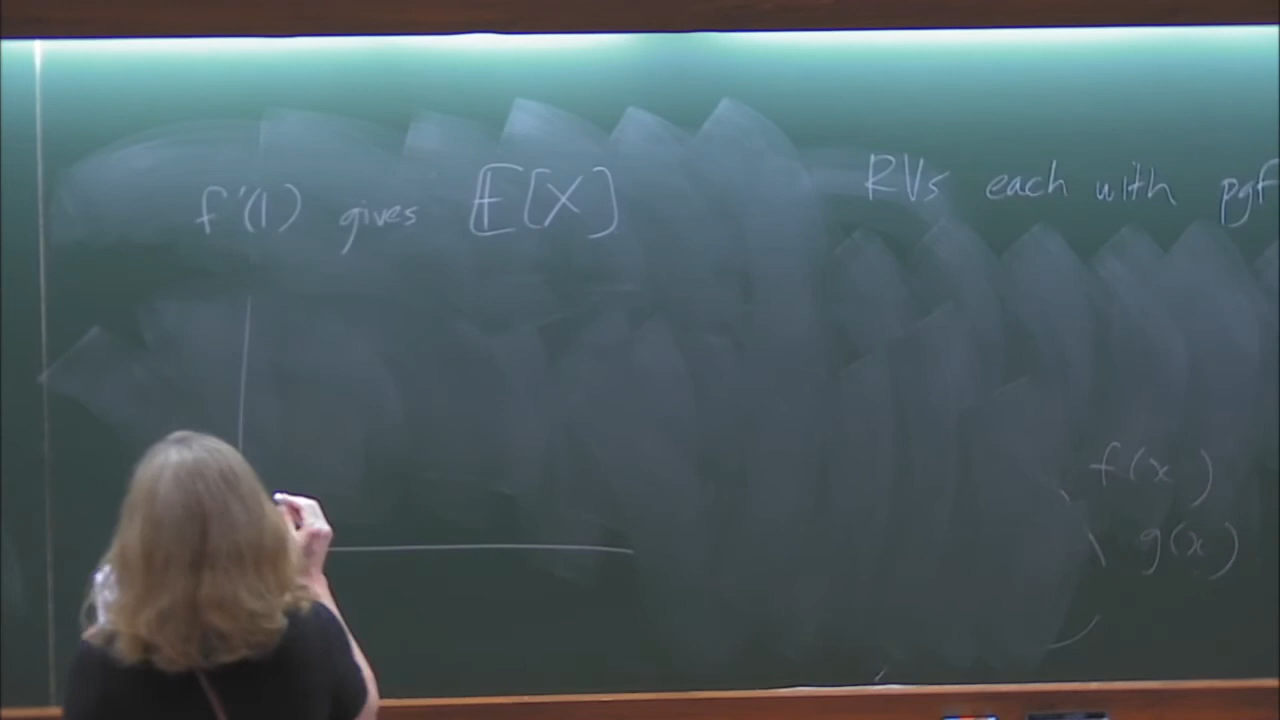 f'(1) gives E[X]
RVs each with pgf
f(x)
g(x)